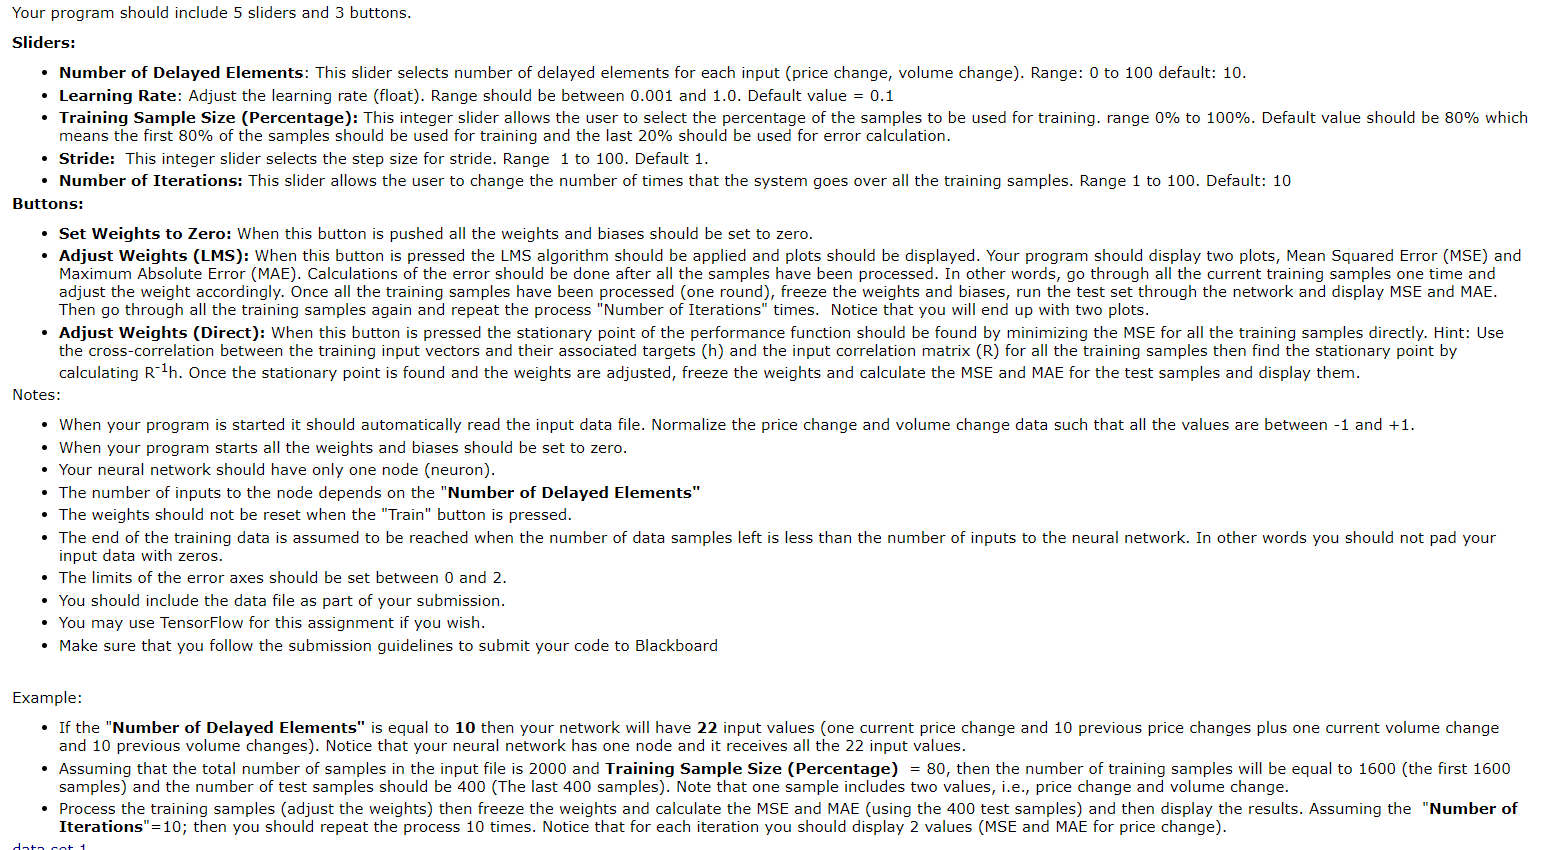 Your program should include 5 sliders and 3 buttons.
Sliders:
• Number of Delayed Elements: This slider selects number of delayed elements for each input (price change, volume change). Range: 0 to 100 default: 10.
• Learning Rate: Adjust the learning rate (float). Range should be between 0.001 and 1.0. Default value = 0.1
• Training Sample Size (Percentage): This integer slider allows the user to select the percentage of the samples to be used for training. range 0% to 100%. Default value should be 80% which
means the first 80% of the samples should be used for training and the last 20% should be used for error calculation.
• Stride: This integer slider selects the step size for stride. Range 1 to 100. Default 1.
• Number of Iterations: This slider allows the user to change the number of times that the system goes over all the training samples. Range 1 to 100. Default: 10
Buttons:
• Set Weights to Zero: When this button is pushed all the weights and biases should be set to zero.
• Adjust Weights (LMS): When this button is pressed the LMS algorithm should be applied and plots should be displayed. Your program should display two plots, Mean Squared Error (MSE) and
Maximum Absolute Error (MAE). Calculations of the error should be done after all the samples have been processed. In other words, go through all the current training samples one time and
adjust the weight accordingly. Once all the training samples have been processed (one round), freeze the weights and biases, run the test set through the network and display MSE and MAE.
Then go through all the training samples again and repeat the process "Number of Iterations" times. Notice that you will end up with two plots.
• Adjust Weights (Direct): When this button is pressed the stationary point of the performance function should be found by minimizing the MSE for all the training samples directly. Hint: Use
the cross-correlation between the training input vectors and their associated targets (h) and the input correlation matrix (R) for all the training samples then find the stationary point by
calculating R⁻¹h. Once the stationary point is found and the weights are adjusted, freeze the weights and calculate the MSE and MAE for the test samples and display them.
Notes:
• When your program is started it should automatically read the input data file. Normalize the price change and volume change data such that all the values are between -1 and +1.
• When your program starts all the weights and biases should be set to zero.
• Your neural network should have only one node (neuron).
• The number of inputs to the node depends on the "Number of Delayed Elements"
• The weights should not be reset when the "Train" button is pressed.
• The end of the training data is assumed to be reached when the number of data samples left is less than the number of inputs to the neural network. In other words you should not pad your
input data with zeros.
• The limits of the error axes should be set between 0 and 2.
• You should include the data file as part of your submission.
• You may use TensorFlow for this assignment if you wish.
• Make sure that you follow the submission guidelines to submit your code to Blackboard
Example:
• If the "Number of Delayed Elements" is equal to 10 then your network will have 22 input values (one current price change and 10 previous price changes plus one current volume change
and 10 previous volume changes). Notice that your neural network has one node and it receives all the 22 input values.
• Assuming that the total number of samples in the input file is 2000 and Training Sample Size (Percentage) = 80, then the number of training samples will be equal to 1600 (the first 1600
samples) and the number of test samples should be 400 (The last 400 samples). Note that one sample includes two values, i.e., price change and volume change.
• Process the training samples (adjust the weights) then freeze the weights and calculate the MSE and MAE (using the 400 test samples) and then display the results. Assuming the "Number of
Iterations"=10; then you should repeat the process 10 times. Notice that for each iteration you should display 2 values (MSE and MAE for price change).
data set 1